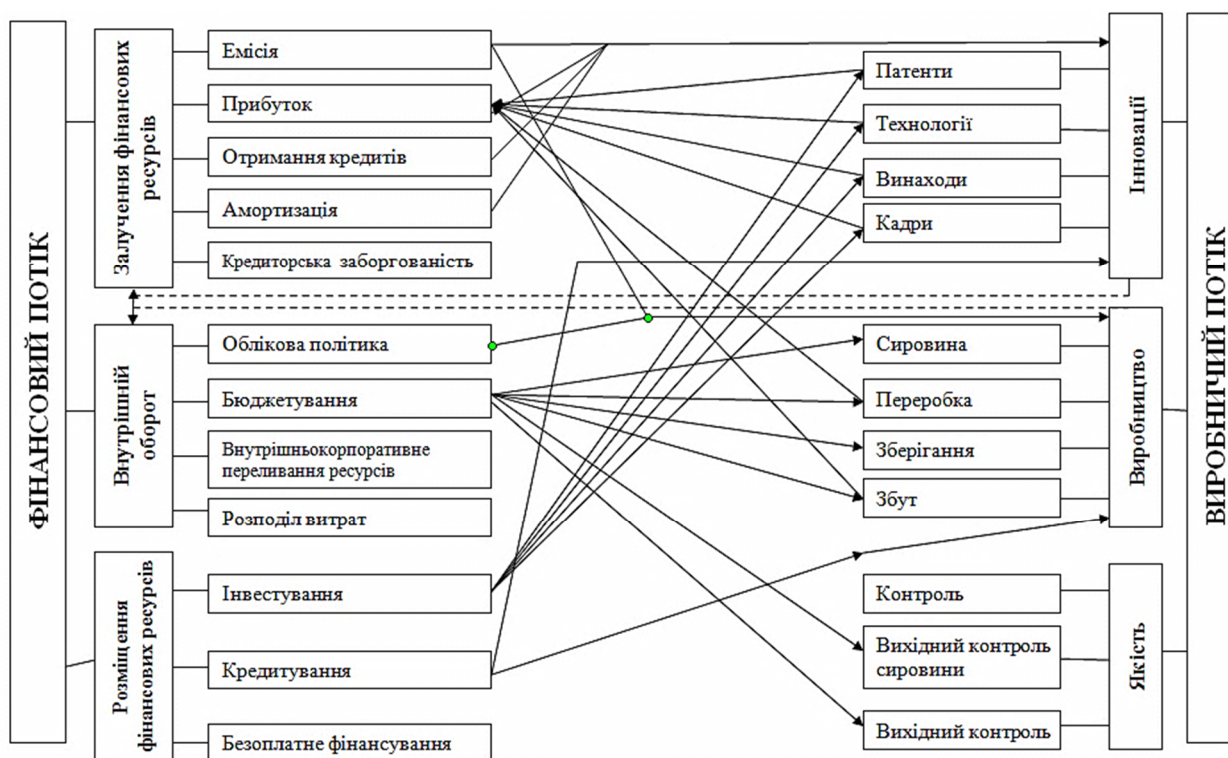 ФІНАНСОВИЙ ПОТІК
Залучення фінансових
ресурсів
Емісія
Прибуток
Отримання кредитів
Амортизація
Кредиторська заборгованість
Внутрішній
оборот
Облікова політика
Бюджетування
Внутрішньокорпоративне
переливання ресурсів
Розподіл витрат
Розміщення
фінансових ресурсів
Інвестування
Кредитування
Безоплатне фінансування
Патенти
Технології
Винаходи
Кадри
Інновації
Сировина
Переробка
Зберігання
Збут
Виробництво
Контроль
Вихідний контроль
сировини
Вихідний контроль
Якість
ВИРОБНИЧИЙ ПОТІК